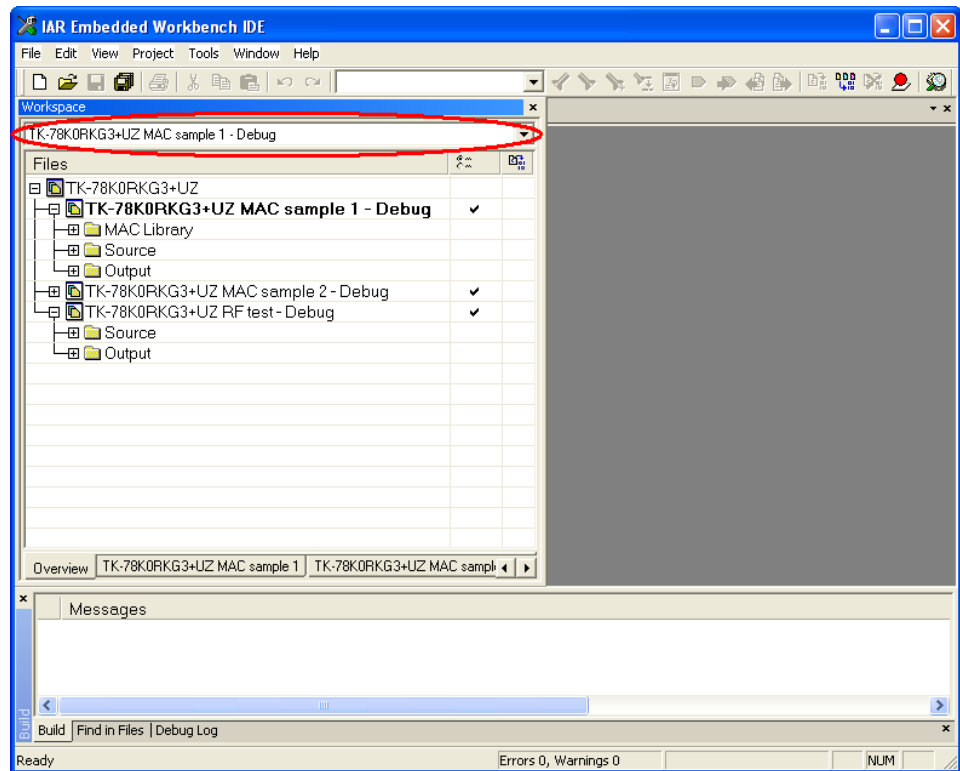 IAR Embedded Workbench IDE
File Edit View Project Tools Window Help
Workspace
TK-78K0RKG3+UZ MAC sample 1 - Debug
Files
TK-78K0RKG3+UZ
TK-78K0RKG3+UZ MAC sample 1 - Debug
MAC Library
Source
Output
TK-78K0RKG3+UZ MAC sample 2 - Debug
TK-78K0RKG3+UZ RF test - Debug
Source
Output
Overview TK-78K0RKG3+UZ MAC sample 1 TK-78K0RKG3+UZ MAC sampl
Messages
Build
Build Find in Files Debug Log
Ready Errors 0, Warnings 0 NUM